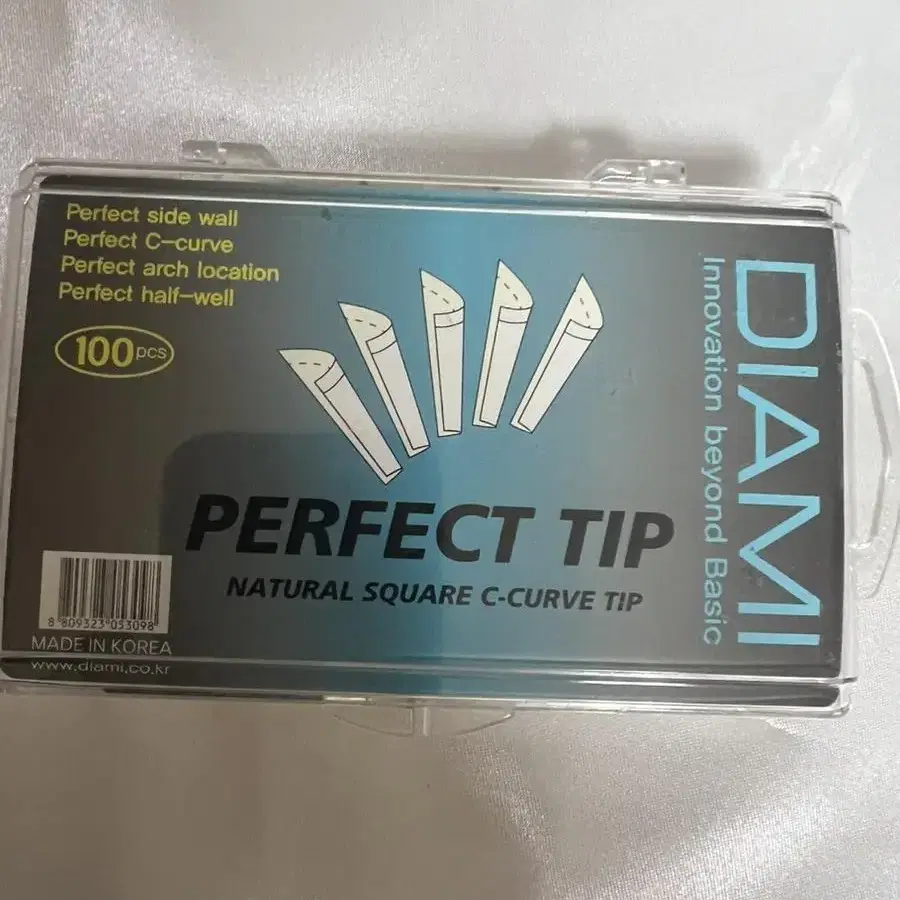 Perfect side wall
Perfect C-curve
Perfect arch location
Perfect half-well
100pcs
PERFECT TIP
NATURAL SQUARE C-CURVE TIP
DIAMI
Innovation beyond Basic
8 809323 053098
MADE IN KOREA
www.diami.co.kr